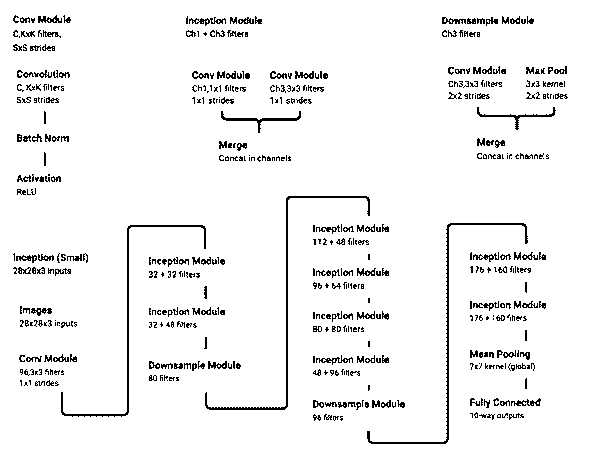 Conv Module
C,KxK filters,
SxS strides
Convolution
C, KxK filters
SxS strides
Batch Norm
Activation
ReLU
Inception Module
Ch1 + Ch3 filters
Conv Module
Ch1,1x1 filters
1x1 strides
Conv Module
Ch3,3x3 filters
1x1 strides
Merge
Concat in channels
Downsample Module
Ch3 filters
Conv Module
Ch3,3x3 filters
2x2 strides
Max Pool
3x3 kernel
2x2 strides
Merge
Concat in channels
Inception (Small)
28x28x3 inputs
Images
28x28x3 inputs
Conv Module
96,3x3 filters
1x1 strides
Inception Module
32 + 32 filters
Inception Module
32 + 48 filters
Downsample Module
80 filters
Inception Module
112 + 48 filters
Inception Module
96 + 64 filters
Inception Module
80 + 80 filters
Inception Module
48 + 96 filters
Downsample Module
96 filters
Inception Module
176 + 160 filters
Inception Module
176 + 160 filters
Mean Pooling
7x7 kernel (global)
Fully Connected
10-way outputs